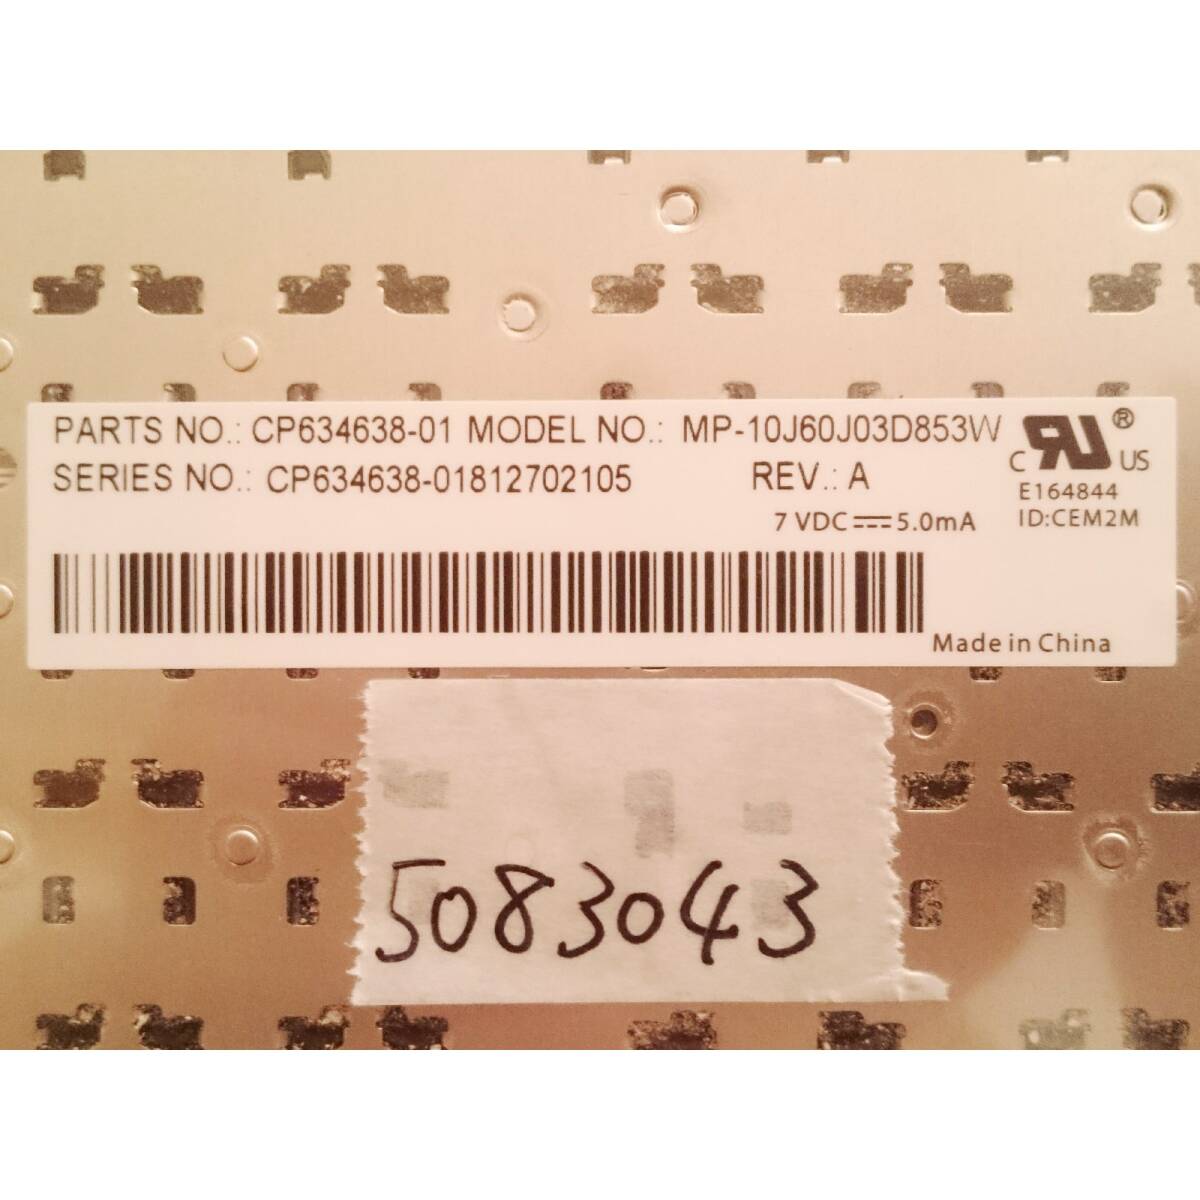 PARTS NO.: CP634638-01 MODEL NO.: MP-10J60J03D853W
SERIES NO.: CP634638-01812702105 REV.: A
7 VDC⎓5.0mA
C RU® US
E164844
ID:CEM2M
Made in China
5083043